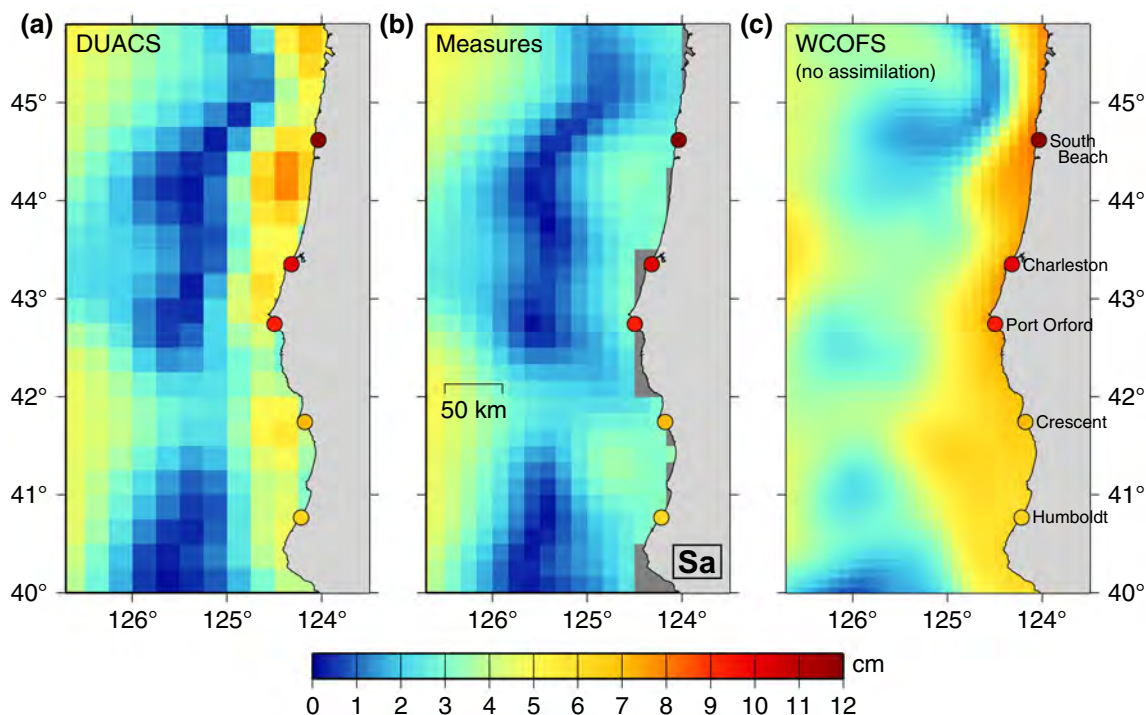 (a) DUACS
(b) Measures
(c) WCOFS
(no assimilation)
45°
44°
43°
42°
41°
40°
126° 125° 124°
50 km
Sa
126° 125° 124°
South
Beach
Charleston
Port Orford
Crescent
Humboldt
45°
44°
43°
42°
41°
40°
126° 125° 124°
cm
0 1 2 3 4 5 6 7 8 9 10 11 12